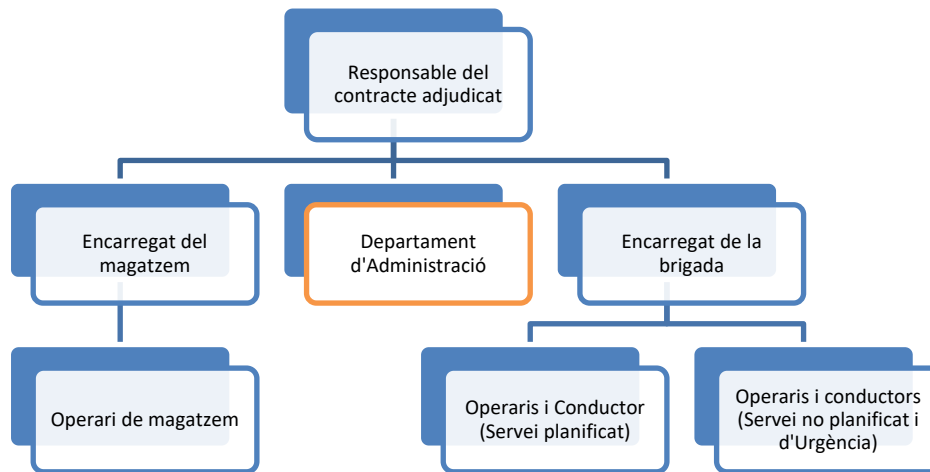 Responsable del
contracte adjudicat
Encarregat del
magatzem
Departament
d'Administració
Encarregat de la
brigada
Operari de magatzem
Operaris i Conductor
(Servei planificat)
Operaris i conductors
(Servei no planificat i
d'Urgència)